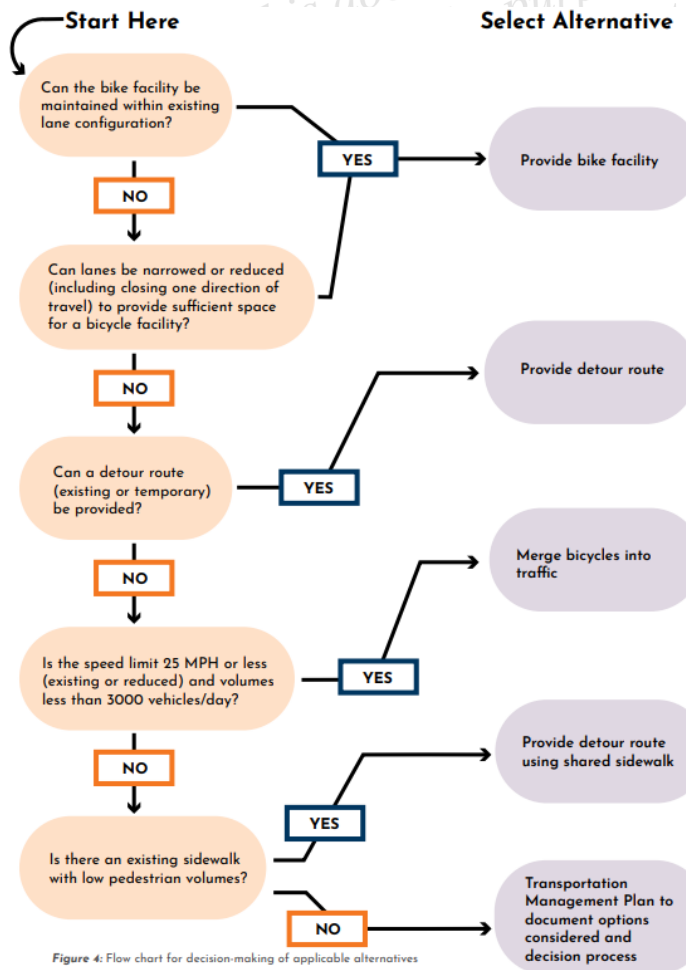 Start Here
Select Alternative
Can the bike facility be
maintained within existing
lane configuration?
YES
Provide bike facility
NO
Can lanes be narrowed or reduced
(including closing one direction of
travel) to provide sufficient space
for a bicycle facility?
NO
Provide detour route
Can a detour route
(existing or temporary)
be provided?
YES
NO
Merge bicycles into
traffic
Is the speed limit 25 MPH or less
(existing or reduced) and volumes
less than 3000 vehicles/day?
YES
NO
Provide detour route
using shared sidewalk
YES
Is there an existing sidewalk
with low pedestrian volumes?
NO
Transportation
Management Plan to
document options
considered and
decision process
Figure 4: Flow chart for decision-making of applicable alternatives